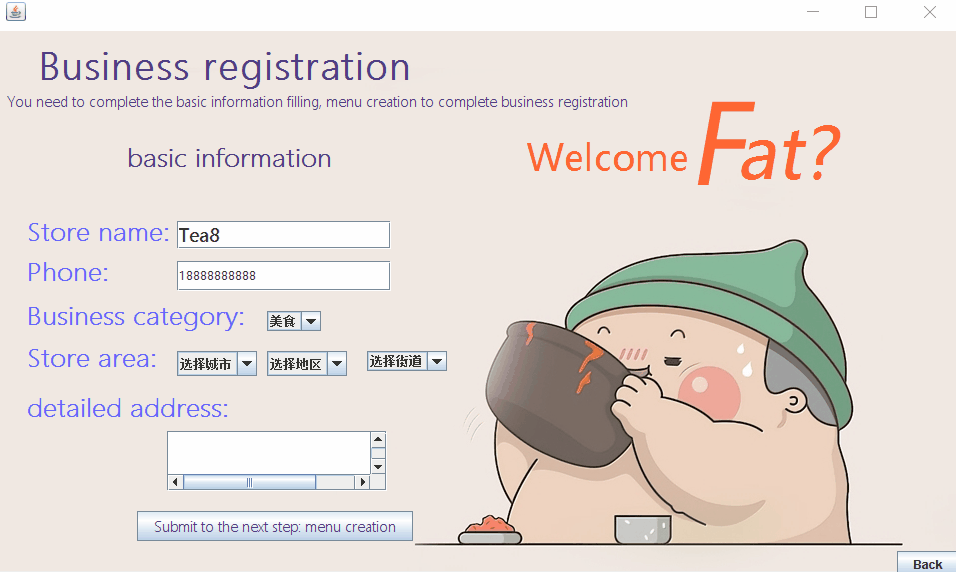 Business registration
You need to complete the basic information filling, menu creation to complete business registration
Welcome Fat?
basic information
Store name: Tea8
Phone: 18888888888
Business category: 美食
Store area: 选择城市 选择地区 选择街道
detailed address:
Submit to the next step: menu creation
Back